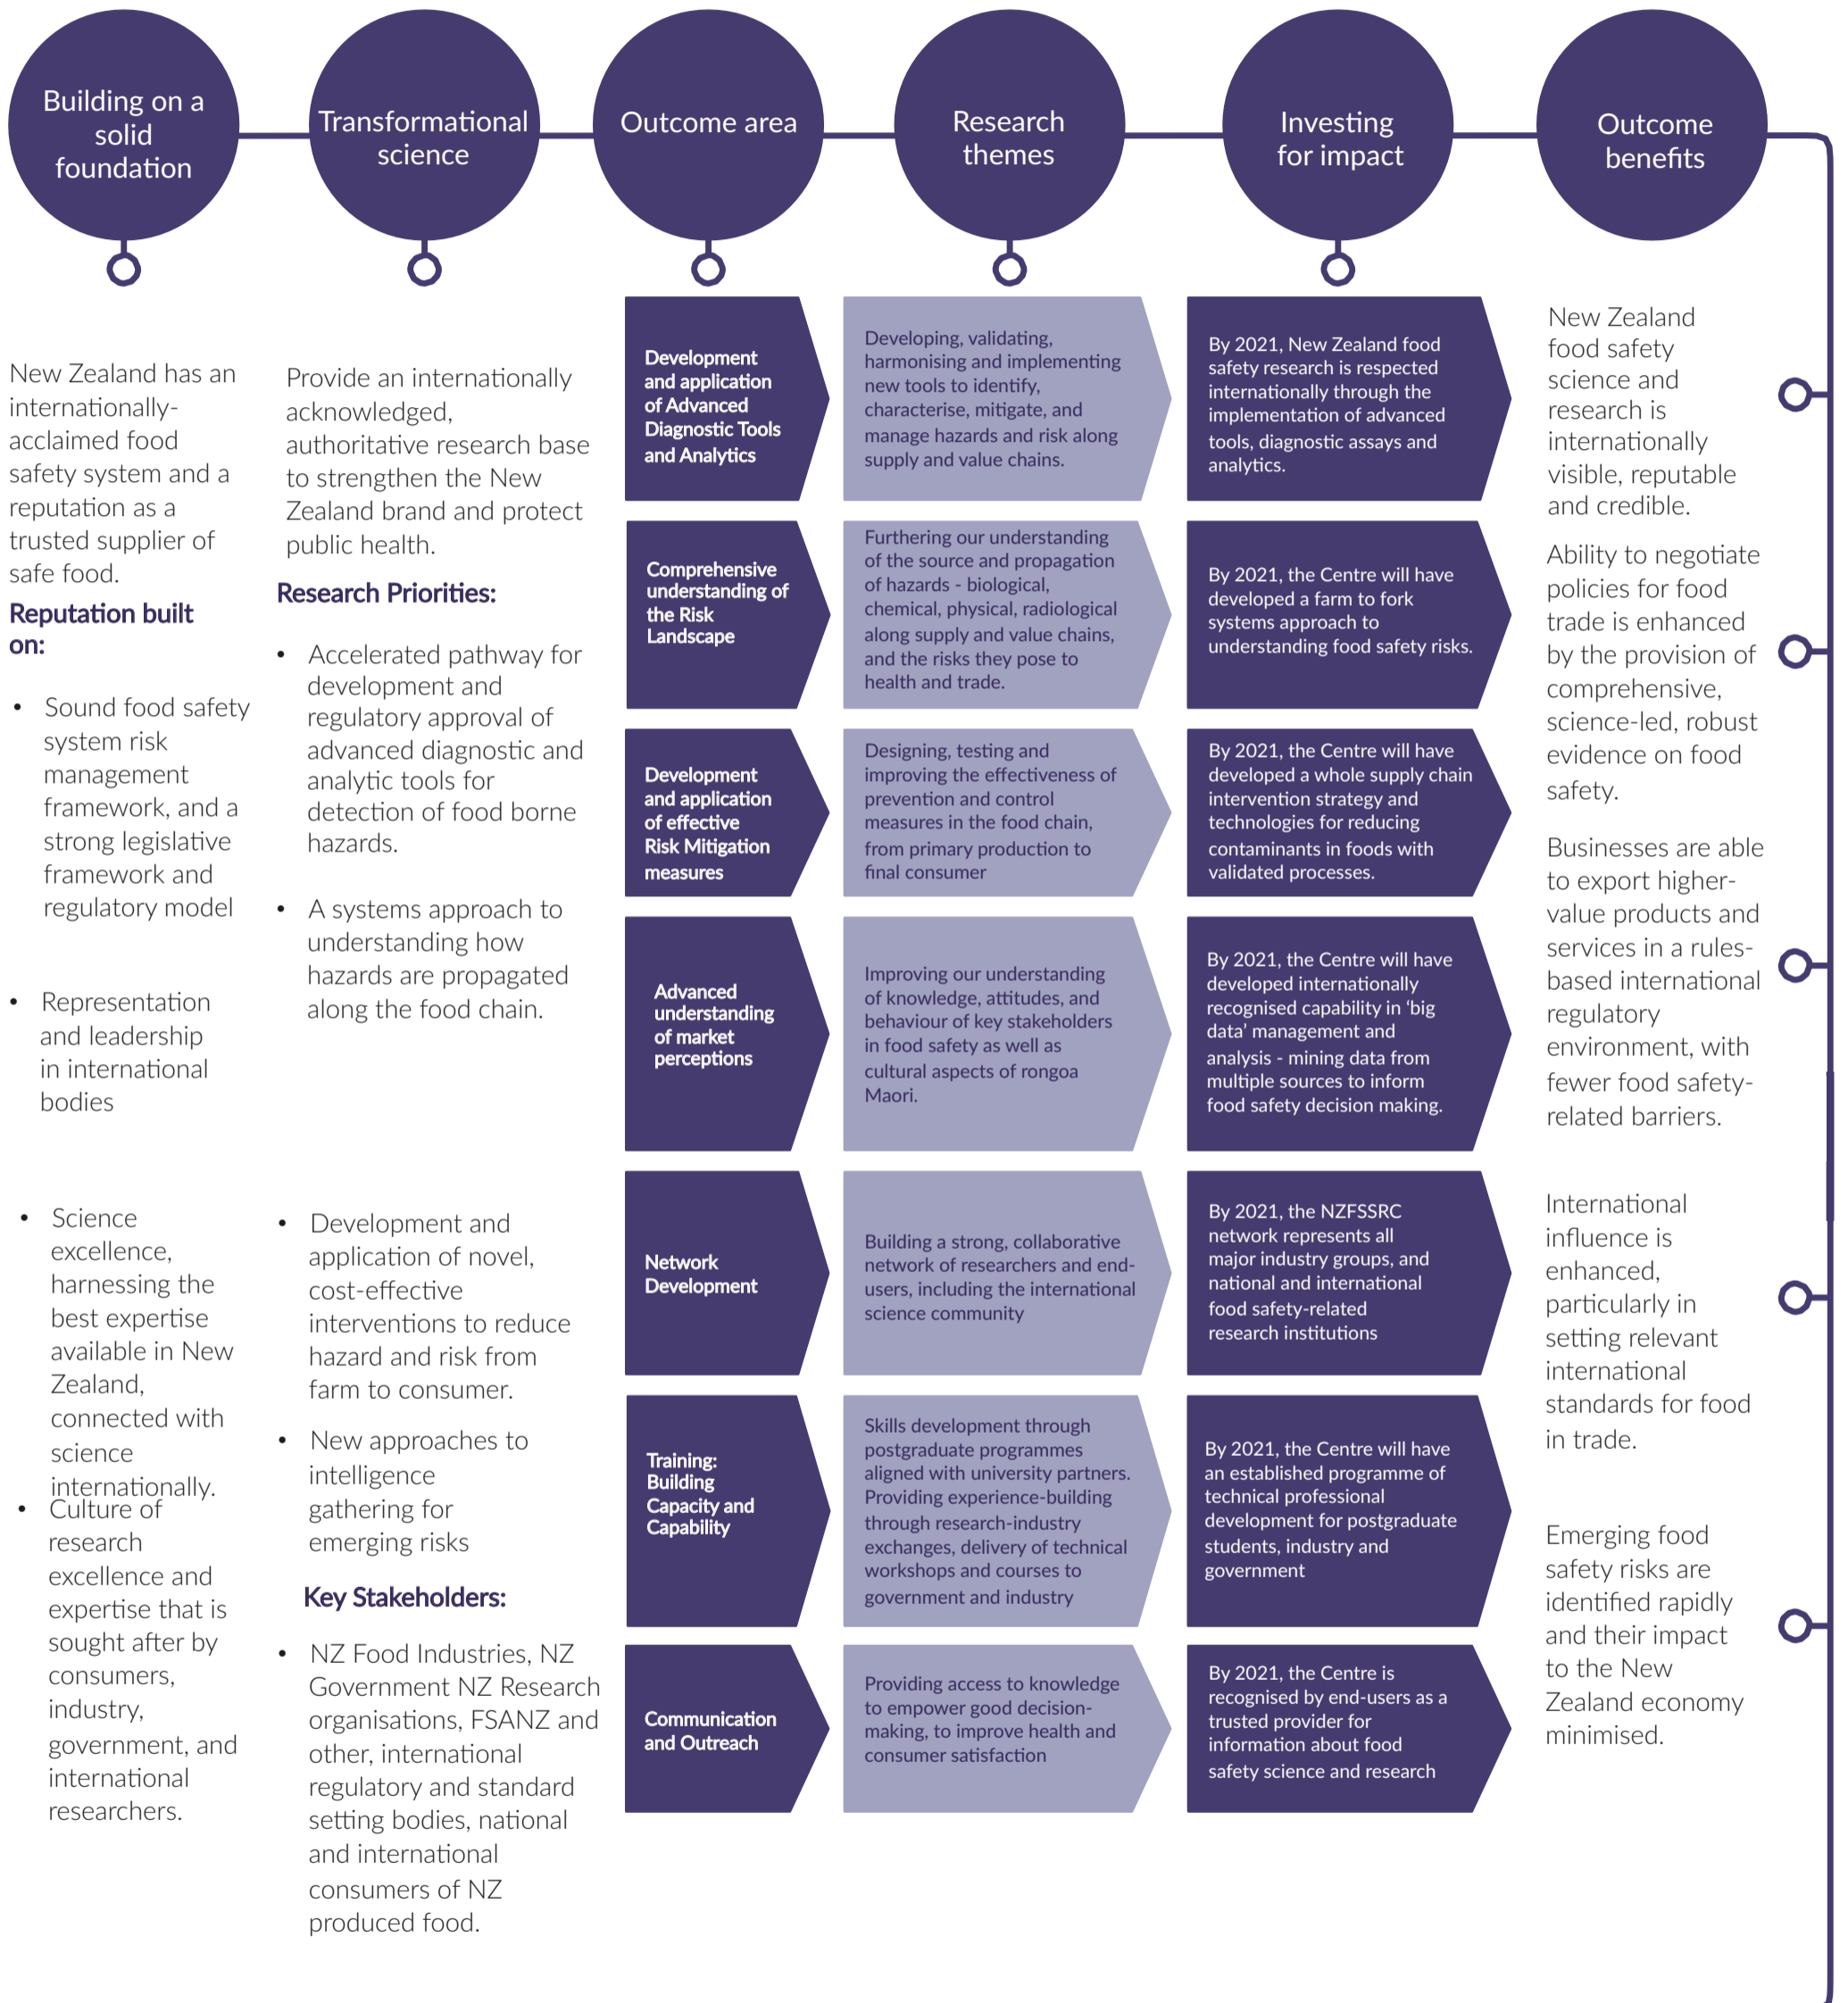 Building on a
solid
foundation
Transformational
science
Outcome area
Research
themes
Investing
for impact
Outcome
benefits
New Zealand has an
internationally-
acclaimed food
safety system and a
reputation as a
trusted supplier of
safe food.
Reputation built
on:
• Sound food safety
system risk
management
framework, and a
strong legislative
framework and
regulatory model
• Representation
and leadership
in international
bodies
• Science
excellence,
harnessing the
best expertise
available in New
Zealand,
connected with
science
internationally.
• Culture of
research
excellence and
expertise that is
sought after by
consumers,
industry,
government, and
international
researchers.
Provide an internationally
acknowledged,
authoritative research base
to strengthen the New
Zealand brand and protect
public health.
Research Priorities:
• Accelerated pathway for
development and
regulatory approval of
advanced diagnostic and
analytic tools for
detection of food borne
hazards.
• A systems approach to
understanding how
hazards are propagated
along the food chain.
• Development and
application of novel,
cost-effective
interventions to reduce
hazard and risk from
farm to consumer.
• New approaches to
intelligence
gathering for
emerging risks
Key Stakeholders:
• NZ Food Industries, NZ
Government NZ Research
organisations, FSANZ and
other, international
regulatory and standard
setting bodies, national
and international
consumers of NZ
produced food.
Development
and application
of Advanced
Diagnostic Tools
and Analytics
Developing, validating,
harmonising and implementing
new tools to identify,
characterise, mitigate, and
manage hazards and risk along
supply and value chains.
By 2021, New Zealand food
safety research is respected
internationally through the
implementation of advanced
tools, diagnostic assays and
analytics.
Comprehensive
understanding of
the Risk
Landscape
Furthering our understanding
of the source and propagation
of hazards - biological,
chemical, physical, radiological
along supply and value chains,
and the risks they pose to
health and trade.
By 2021, the Centre will have
developed a farm to fork
systems approach to
understanding food safety risks.
Development
and application
of effective
Risk Mitigation
measures
Designing, testing and
improving the effectiveness of
prevention and control
measures in the food chain,
from primary production to
final consumer
By 2021, the Centre will have
developed a whole supply chain
intervention strategy and
technologies for reducing
contaminants in foods with
validated processes.
Advanced
understanding
of market
perceptions
Improving our understanding
of knowledge, attitudes, and
behaviour of key stakeholders
in food safety as well as
cultural aspects of rongoa
Maori.
By 2021, the Centre will have
developed internationally
recognised capability in ‘big
data’ management and
analysis - mining data from
multiple sources to inform
food safety decision making.
Network
Development
Building a strong, collaborative
network of researchers and end-
users, including the international
science community
By 2021, the NZFSSRC
network represents all
major industry groups, and
national and international
food safety-related
research institutions
Training:
Building
Capacity and
Capability
Skills development through
postgraduate programmes
aligned with university partners.
Providing experience-building
through research-industry
exchanges, delivery of technical
workshops and courses to
government and industry
By 2021, the Centre will have
an established programme of
technical professional
development for postgraduate
students, industry and
government
Communication
and Outreach
Providing access to knowledge
to empower good decision-
making, to improve health and
consumer satisfaction
By 2021, the Centre is
recognised by end-users as a
trusted provider for
information about food
safety science and research
New Zealand
food safety
science and
research is
internationally
visible, reputable
and credible.
Ability to negotiate
policies for food
trade is enhanced
by the provision of
comprehensive,
science-led, robust
evidence on food
safety.
Businesses are able
to export higher-
value products and
services in a rules-
based international
regulatory
environment, with
fewer food safety-
related barriers.
International
influence is
enhanced,
particularly in
setting relevant
international
standards for food
in trade.
Emerging food
safety risks are
identified rapidly
and their impact
to the New
Zealand economy
minimised.